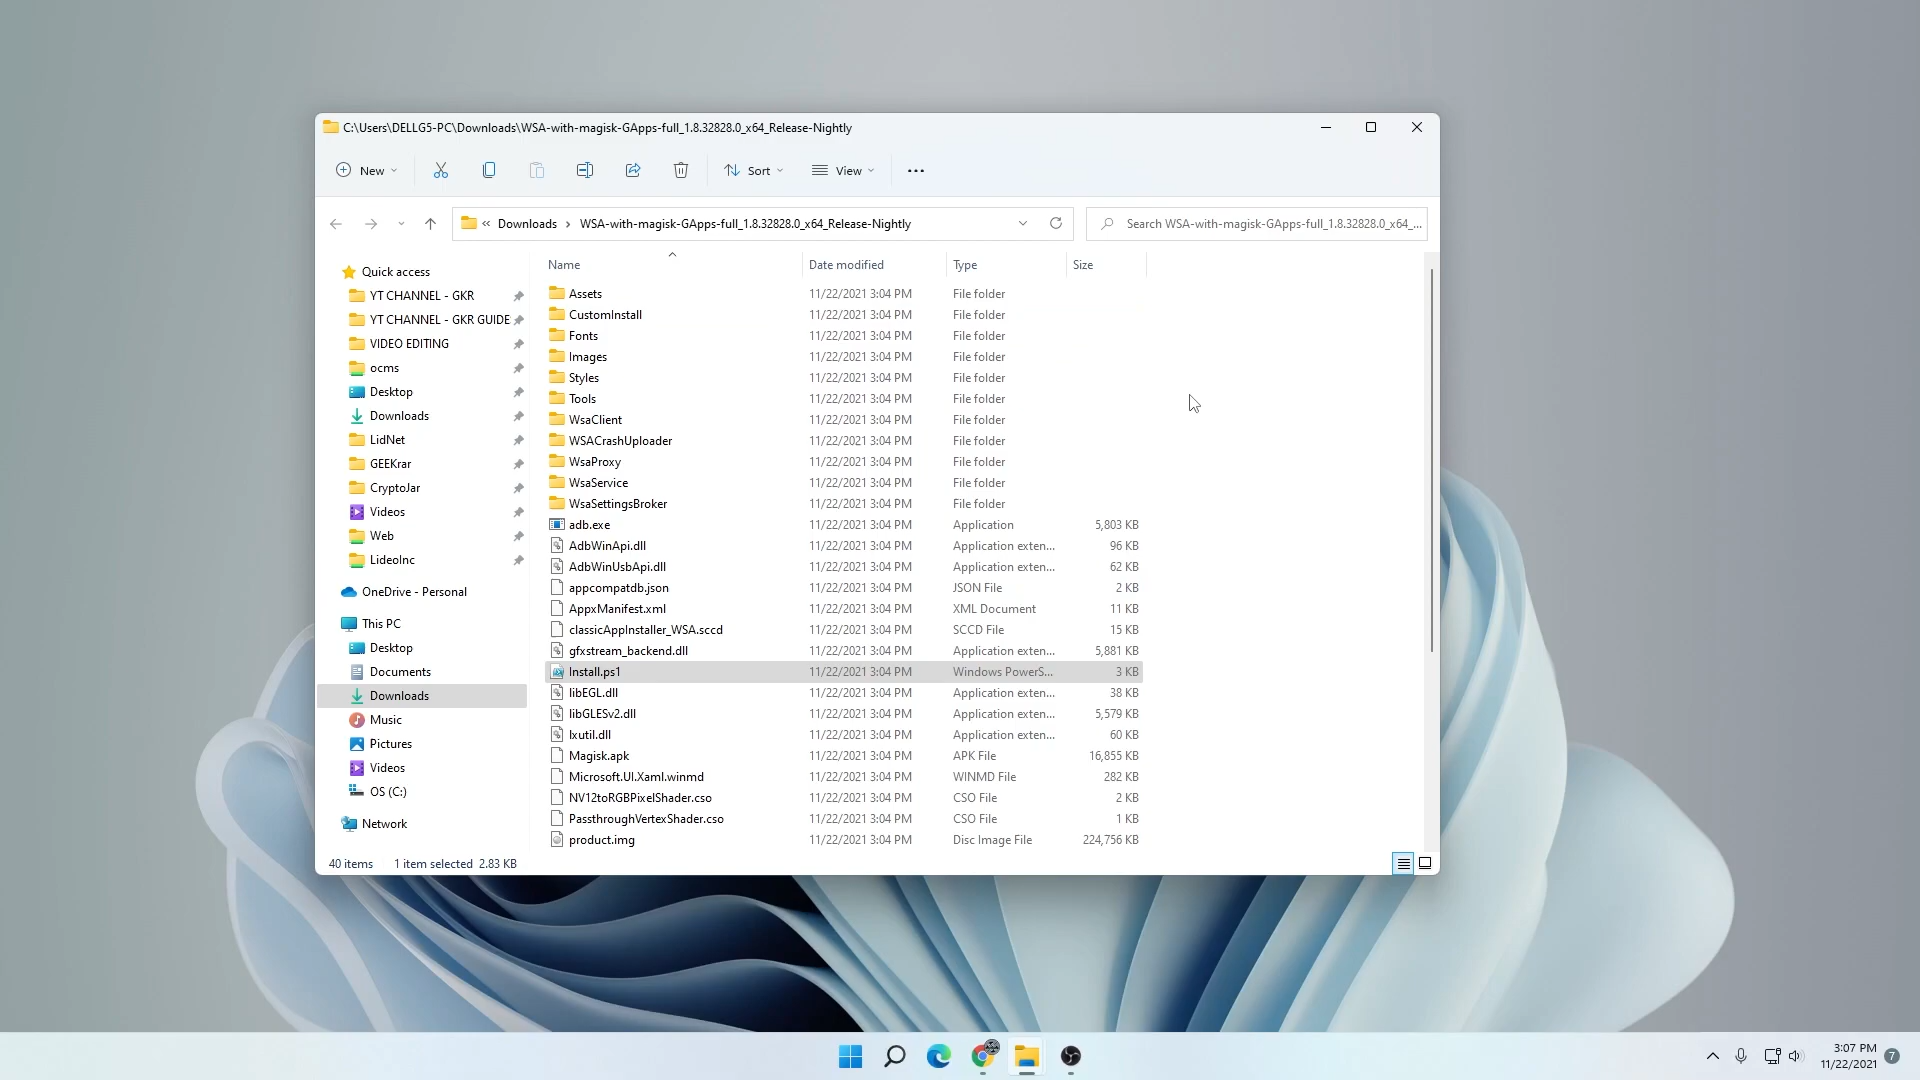 C:\Users\DELLG5-PC\Downloads\WSA-with-magisk-GApps-full_1.8.32828.0_x64_Release-Nightly
New Sort View
Downloads WSA-with-magisk-GApps-full_1.8.32828.0_x64_Release-Nightly Search WSA-with-magisk-GApps-full_1.8.32828.0_x64_...
Quick access
YT CHANNEL - GKR
YT CHANNEL - GKR GUIDE
VIDEO EDITING
ocms
Desktop
Downloads
LidNet
GEEKrar
CryptoJar
Videos
Web
LideoInc
OneDrive - Personal
This PC
Desktop
Documents
Downloads
Music
Pictures
Videos
OS (C:)
Network
Name Date modified Type Size
Assets 11/22/2021 3:04 PM File folder
CustomInstall 11/22/2021 3:04 PM File folder
Fonts 11/22/2021 3:04 PM File folder
Images 11/22/2021 3:04 PM File folder
Styles 11/22/2021 3:04 PM File folder
Tools 11/22/2021 3:04 PM File folder
WsaClient 11/22/2021 3:04 PM File folder
WSACrashUploader 11/22/2021 3:04 PM File folder
WsaProxy 11/22/2021 3:04 PM File folder
WsaService 11/22/2021 3:04 PM File folder
WsaSettingsBroker 11/22/2021 3:04 PM File folder
adb.exe 11/22/2021 3:04 PM Application 5,803 KB
AdbWinApi.dll 11/22/2021 3:04 PM Application exten... 96 KB
AdbWinUsbApi.dll 11/22/2021 3:04 PM Application exten... 62 KB
appcompatdb.json 11/22/2021 3:04 PM JSON File 2 KB
AppxManifest.xml 11/22/2021 3:04 PM XML Document 11 KB
classicAppInstaller_WSA.sccd 11/22/2021 3:04 PM SCCD File 15 KB
gfxstream_backend.dll 11/22/2021 3:04 PM Application exten... 5,881 KB
Install.ps1 11/22/2021 3:04 PM Windows PowerS... 3 KB
libEGL.dll 11/22/2021 3:04 PM Application exten... 38 KB
libGLESv2.dll 11/22/2021 3:04 PM Application exten... 5,579 KB
lxutil.dll 11/22/2021 3:04 PM Application exten... 60 KB
Magisk.apk 11/22/2021 3:04 PM APK File 16,855 KB
Microsoft.UI.Xaml.winmd 11/22/2021 3:04 PM WINMD File 282 KB
NV12toRGBPixelShader.cso 11/22/2021 3:04 PM CSO File 2 KB
PassthroughVertexShader.cso 11/22/2021 3:04 PM CSO File 1 KB
product.img 11/22/2021 3:04 PM Disc Image File 224,756 KB
40 items 1 item selected 2.83 KB
3:07 PM
11/22/2021 7